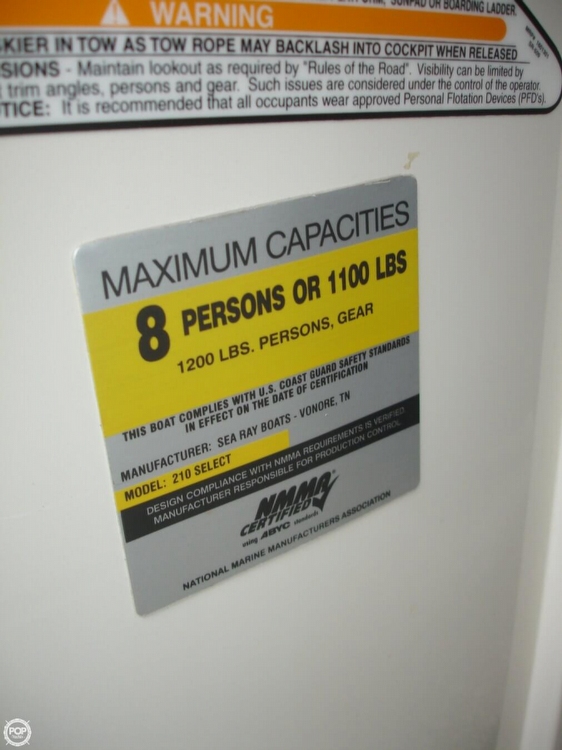 SUNPAD OR BOARDING LADDER.
WARNING
SKIER IN TOW AS TOW ROPE MAY BACKLASH INTO COCKPIT WHEN RELEASED
SIONS - Maintain lookout as required by "Rules of the Road". Visibility can be limited by
t trim angles, persons and gear. Such issues are considered under the control of the operator.
TICE: It is recommended that all occupants wear approved Personal Flotation Devices (PFD's).
MAXIMUM CAPACITIES
8 PERSONS OR 1100 LBS
1200 LBS. PERSONS, GEAR
THIS BOAT COMPLIES WITH U.S. COAST GUARD SAFETY STANDARDS
IN EFFECT ON THE DATE OF CERTIFICATION
MANUFACTURER: SEA RAY BOATS - VONORE, TN
MODEL: 210 SELECT
DESIGN COMPLIANCE WITH NMMA REQUIREMENTS IS VERIFIED.
MANUFACTURER RESPONSIBLE FOR PRODUCTION CONTROL.
NMMA
CERTIFIED
using ABYC standards
NATIONAL MARINE MANUFACTURERS ASSOCIATION
POP